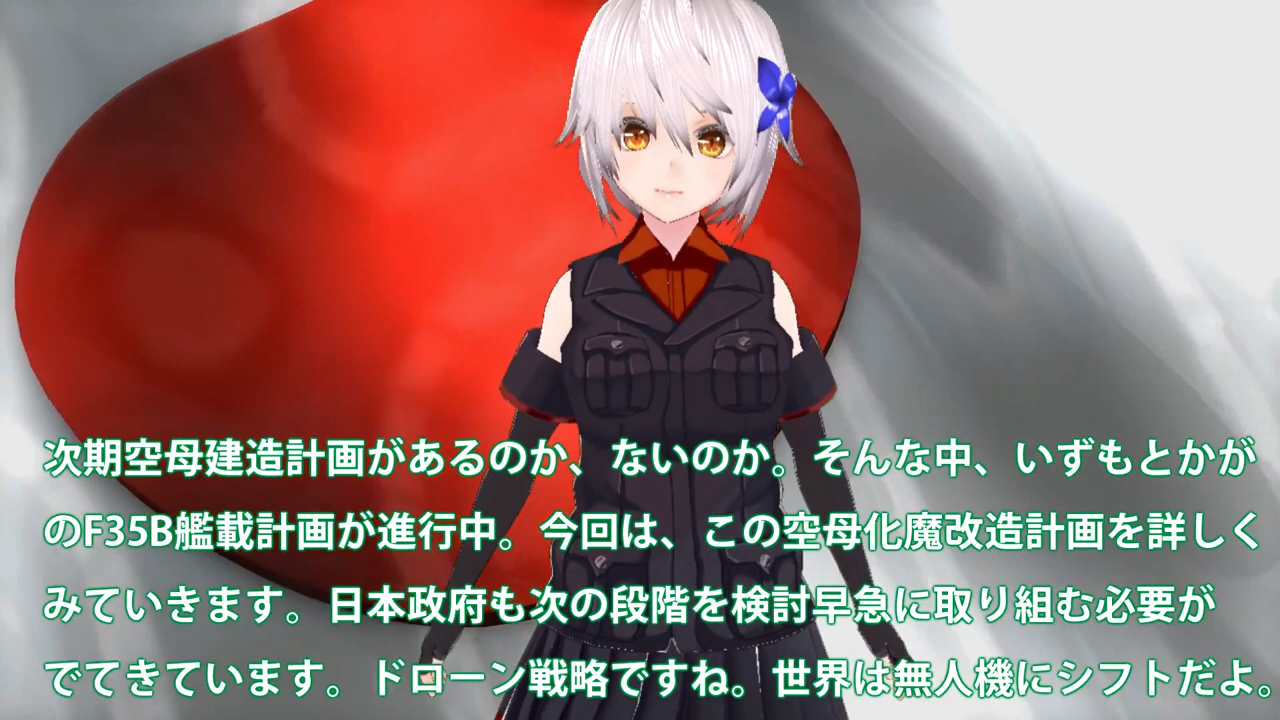 次期空母建造計画があるのか、ないのか。そんな中、いずもとかが
のF35B艦載計画が進行中。今回は、この空母化魔改造計画を詳しく
みていきます。日本政府も次の段階を検討早急に取り組む必要が
でてきています。ドローン戦略ですね。世界は無人機にシフトだよ。